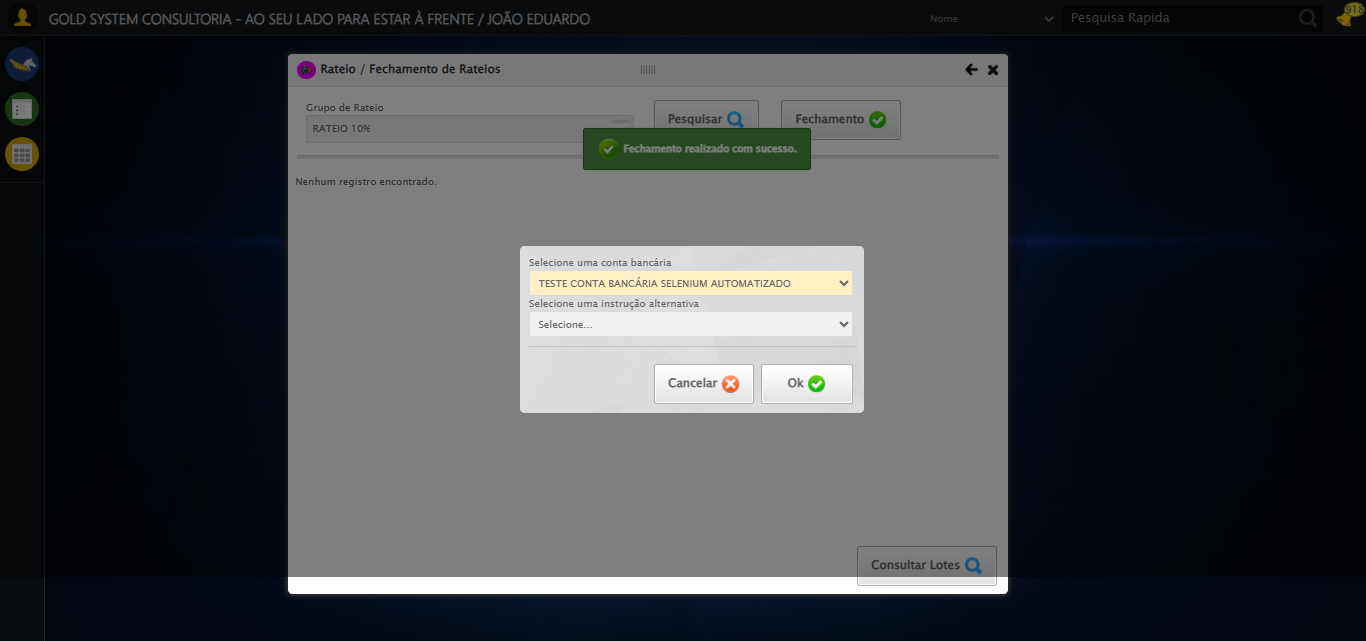 GOLD SYSTEM CONSULTORIA - AO SEU LADO PARA ESTAR À FRENTE / JOÃO EDUARDO
Nome
Pesquisa Rapida
918
Rateio / Fechamento de Rateios
Grupo de Rateio
RATEIO 10%
Pesquisar
Fechamento
Fechamento realizado com sucesso.
Nenhum registro encontrado.
Selecione uma conta bancária
TESTE CONTA BANCÁRIA SELENIUM AUTOMATIZADO
Selecione uma instrução alternativa
Selecione...
Cancelar
Ok
Consultar Lotes